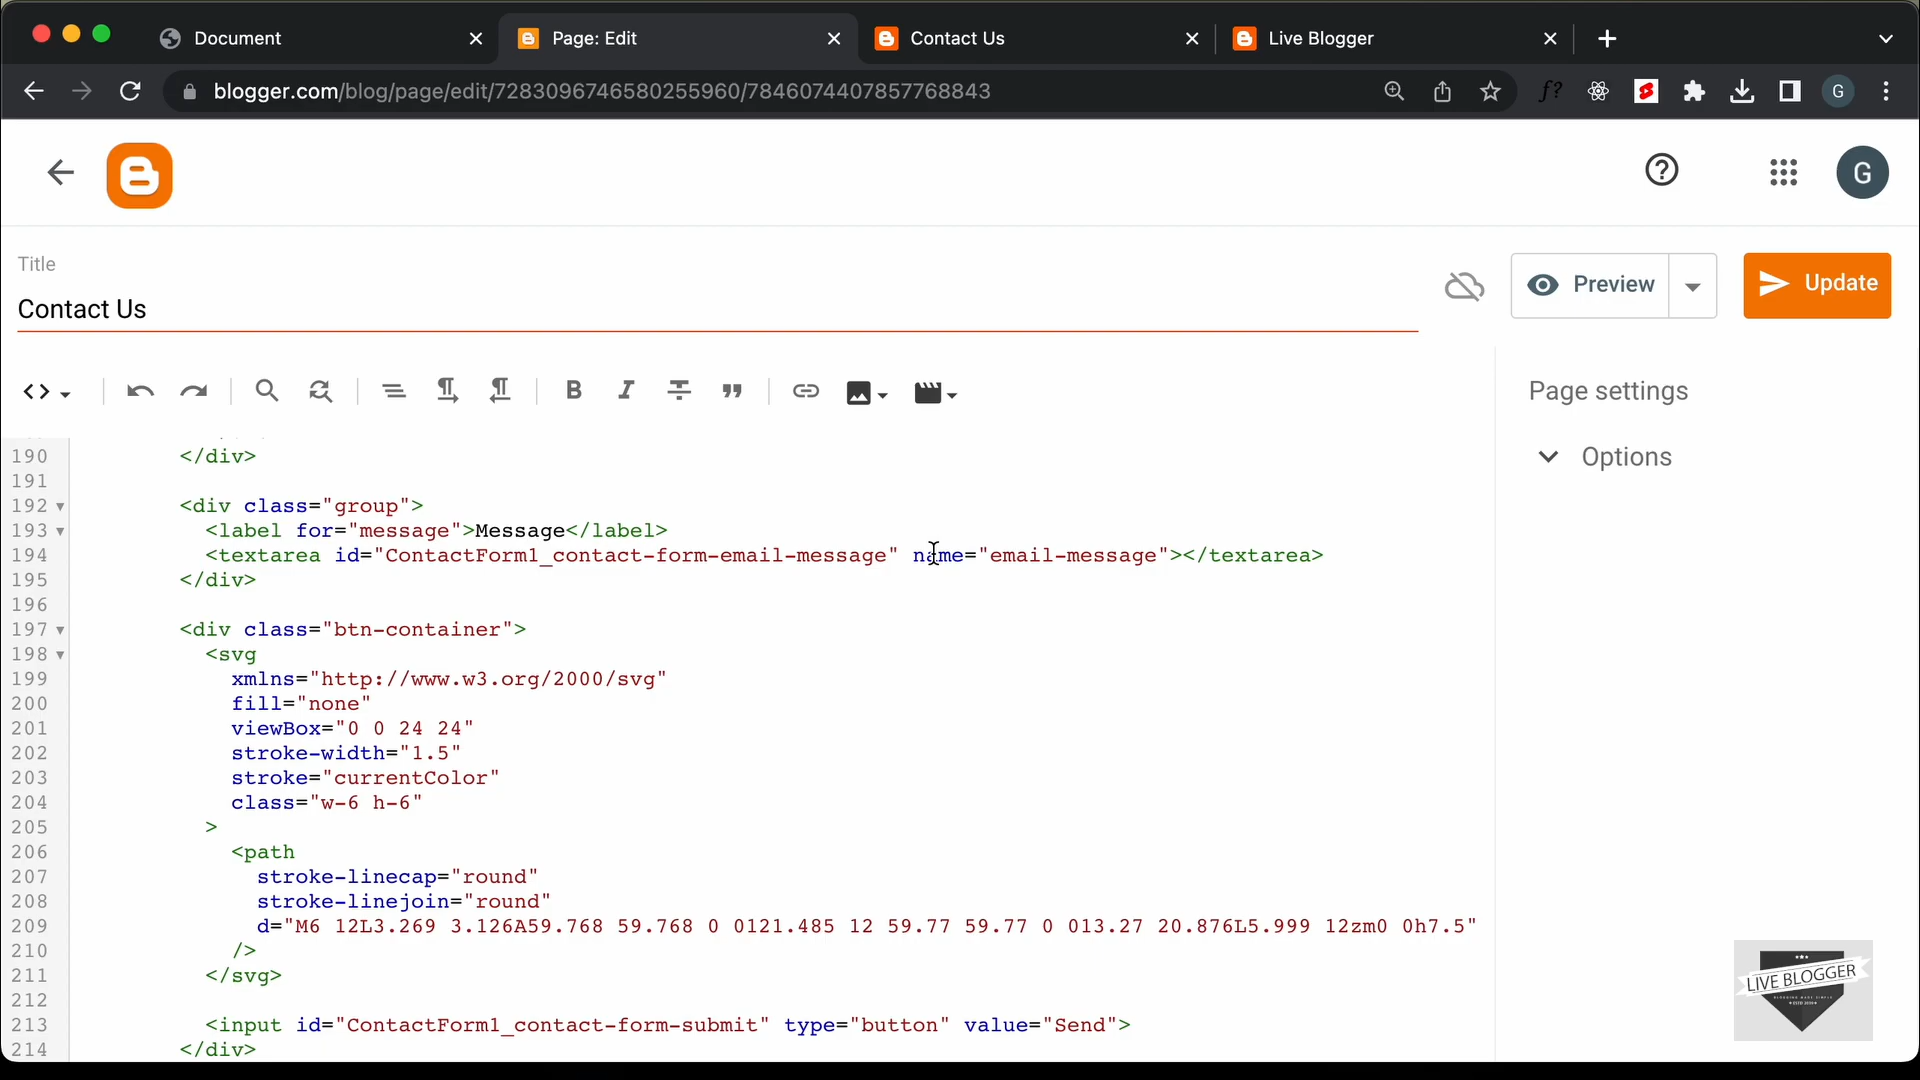 Document
Page: Edit
Contact Us
Live Blogger
blogger.com/blog/page/edit/7283096746580255960/7846074407857768843
f?
G
G
Title
Contact Us
Preview
Update
Page settings
Options
190 </div>
191
192 <div class="group">
193 <label for="message">Message</label>
194 <textarea id="ContactForm1_contact-form-email-message" name="email-message"></textarea>
195 </div>
196
197 <div class="btn-container">
198 <svg
199 xmlns="http://www.w3.org/2000/svg"
200 fill="none"
201 viewBox="0 0 24 24"
202 stroke-width="1.5"
203 stroke="currentColor"
204 class="w-6 h-6"
205 >
206 <path
207 stroke-linecap="round"
208 stroke-linejoin="round"
209 d="M6 12L3.269 3.126A59.768 59.768 0 0121.485 12 59.77 59.77 0 013.27 20.876L5.999 12zm0 0h7.5"
210 />
211 </svg>
212
213 <input id="ContactForm1_contact-form-submit" type="button" value="Send">
214 </div>
LIVE BLOGGER